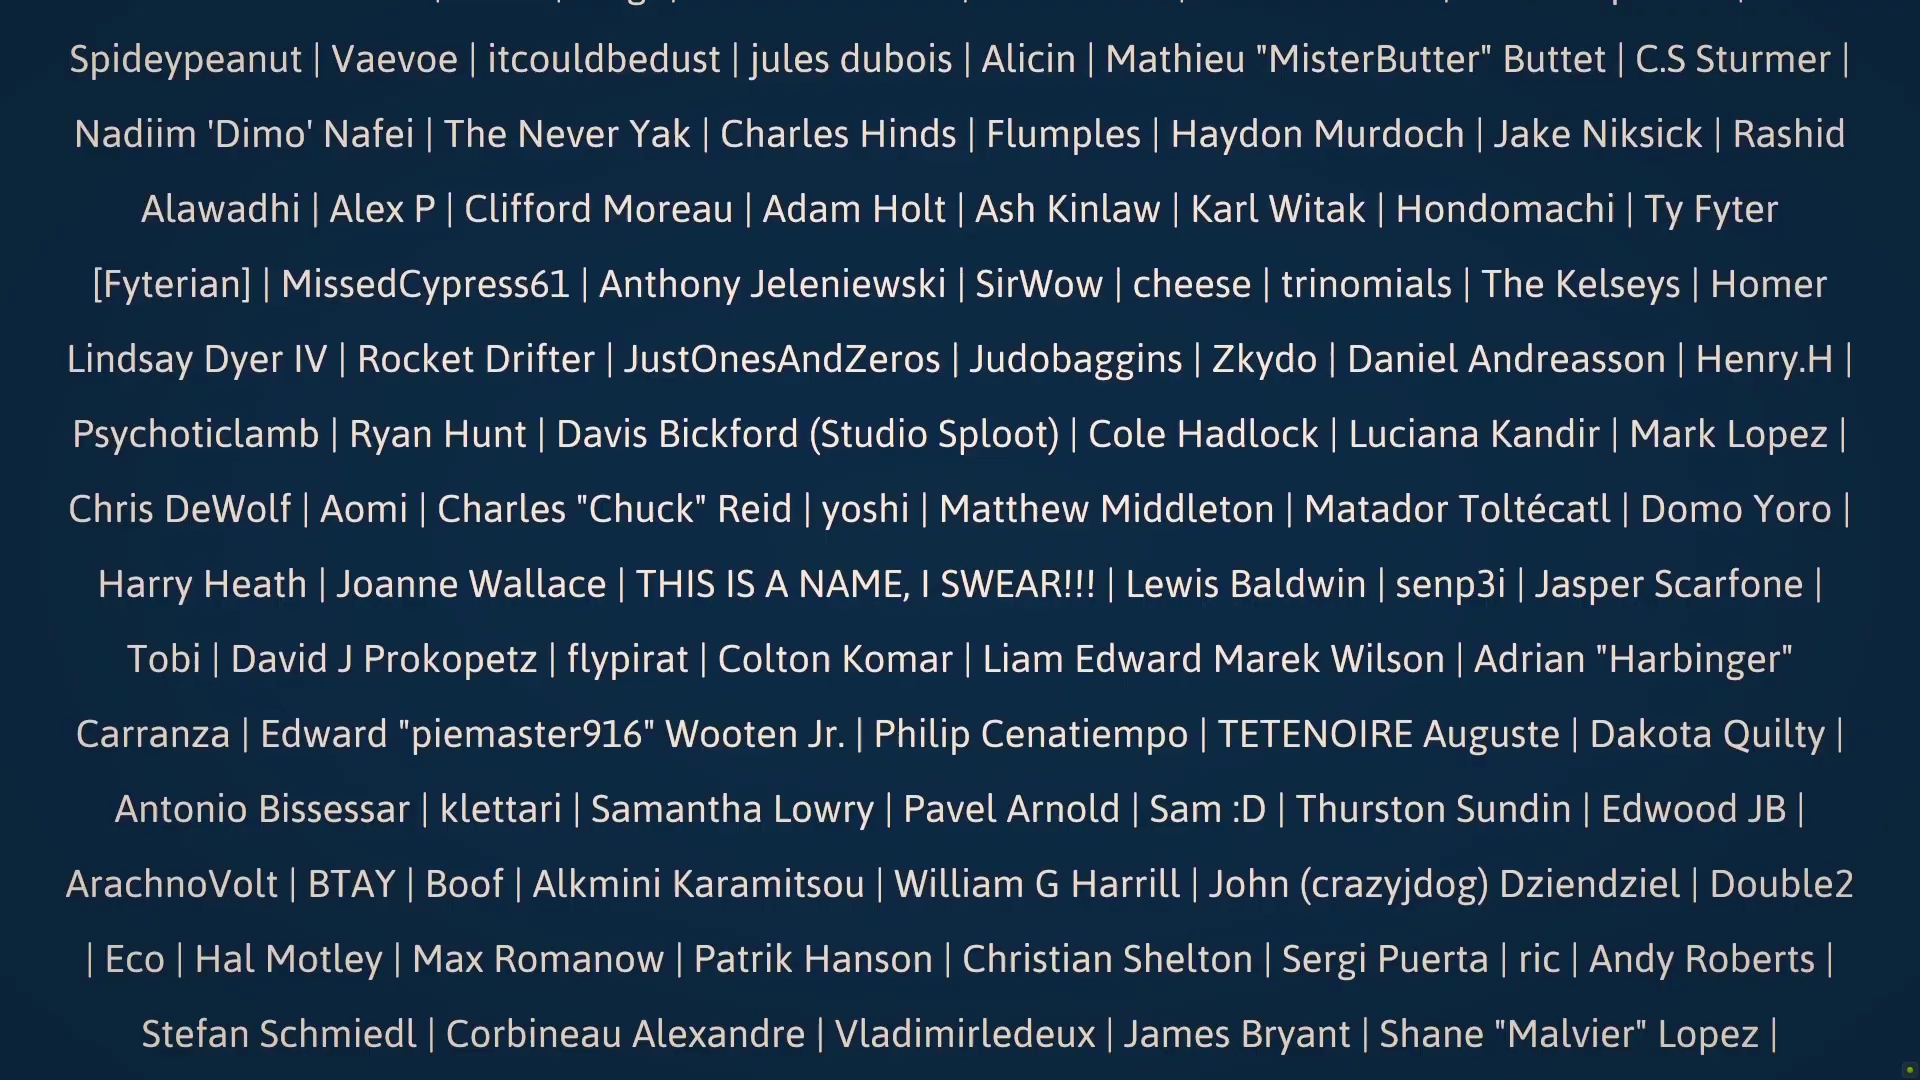 Spideypeanut | Vaevoe | itcouldbedust | jules dubois | Alicin | Mathieu "MisterButter" Buttet | C.S Sturmer |
Nadiim 'Dimo' Nafei | The Never Yak | Charles Hinds | Flumples | Haydon Murdoch | Jake Niksick | Rashid
Alawadhi | Alex P | Clifford Moreau | Adam Holt | Ash Kinlaw | Karl Witak | Hondomachi | Ty Fyter
[Fyterian] | MissedCypress61 | Anthony Jeleniewski | SirWow | cheese | trinomials | The Kelseys | Homer
Lindsay Dyer IV | Rocket Drifter | JustOnesAndZeros | Judobaggins | Zkydo | Daniel Andreasson | Henry.H |
Psychoticlamb | Ryan Hunt | Davis Bickford (Studio Sploot) | Cole Hadlock | Luciana Kandir | Mark Lopez |
Chris DeWolf | Aomi | Charles "Chuck" Reid | yoshi | Matthew Middleton | Matador Toltécatl | Domo Yoro |
Harry Heath | Joanne Wallace | THIS IS A NAME, I SWEAR!!! | Lewis Baldwin | senp3i | Jasper Scarfone |
Tobi | David J Prokopetz | flypirat | Colton Komar | Liam Edward Marek Wilson | Adrian "Harbinger"
Carranza | Edward "piemaster916" Wooten Jr. | Philip Cenatiempo | TETENOIRE Auguste | Dakota Quilty |
Antonio Bissessar | klettari | Samantha Lowry | Pavel Arnold | Sam :D | Thurston Sundin | Edwood JB |
ArachnoVolt | BTAY | Boof | Alkmini Karamitsou | William G Harrill | John (crazyjdog) Dziendziel | Double2
| Eco | Hal Motley | Max Romanow | Patrik Hanson | Christian Shelton | Sergi Puerta | ric | Andy Roberts |
Stefan Schmiedl | Corbineau Alexandre | Vladimirledeux | James Bryant | Shane "Malvier" Lopez |